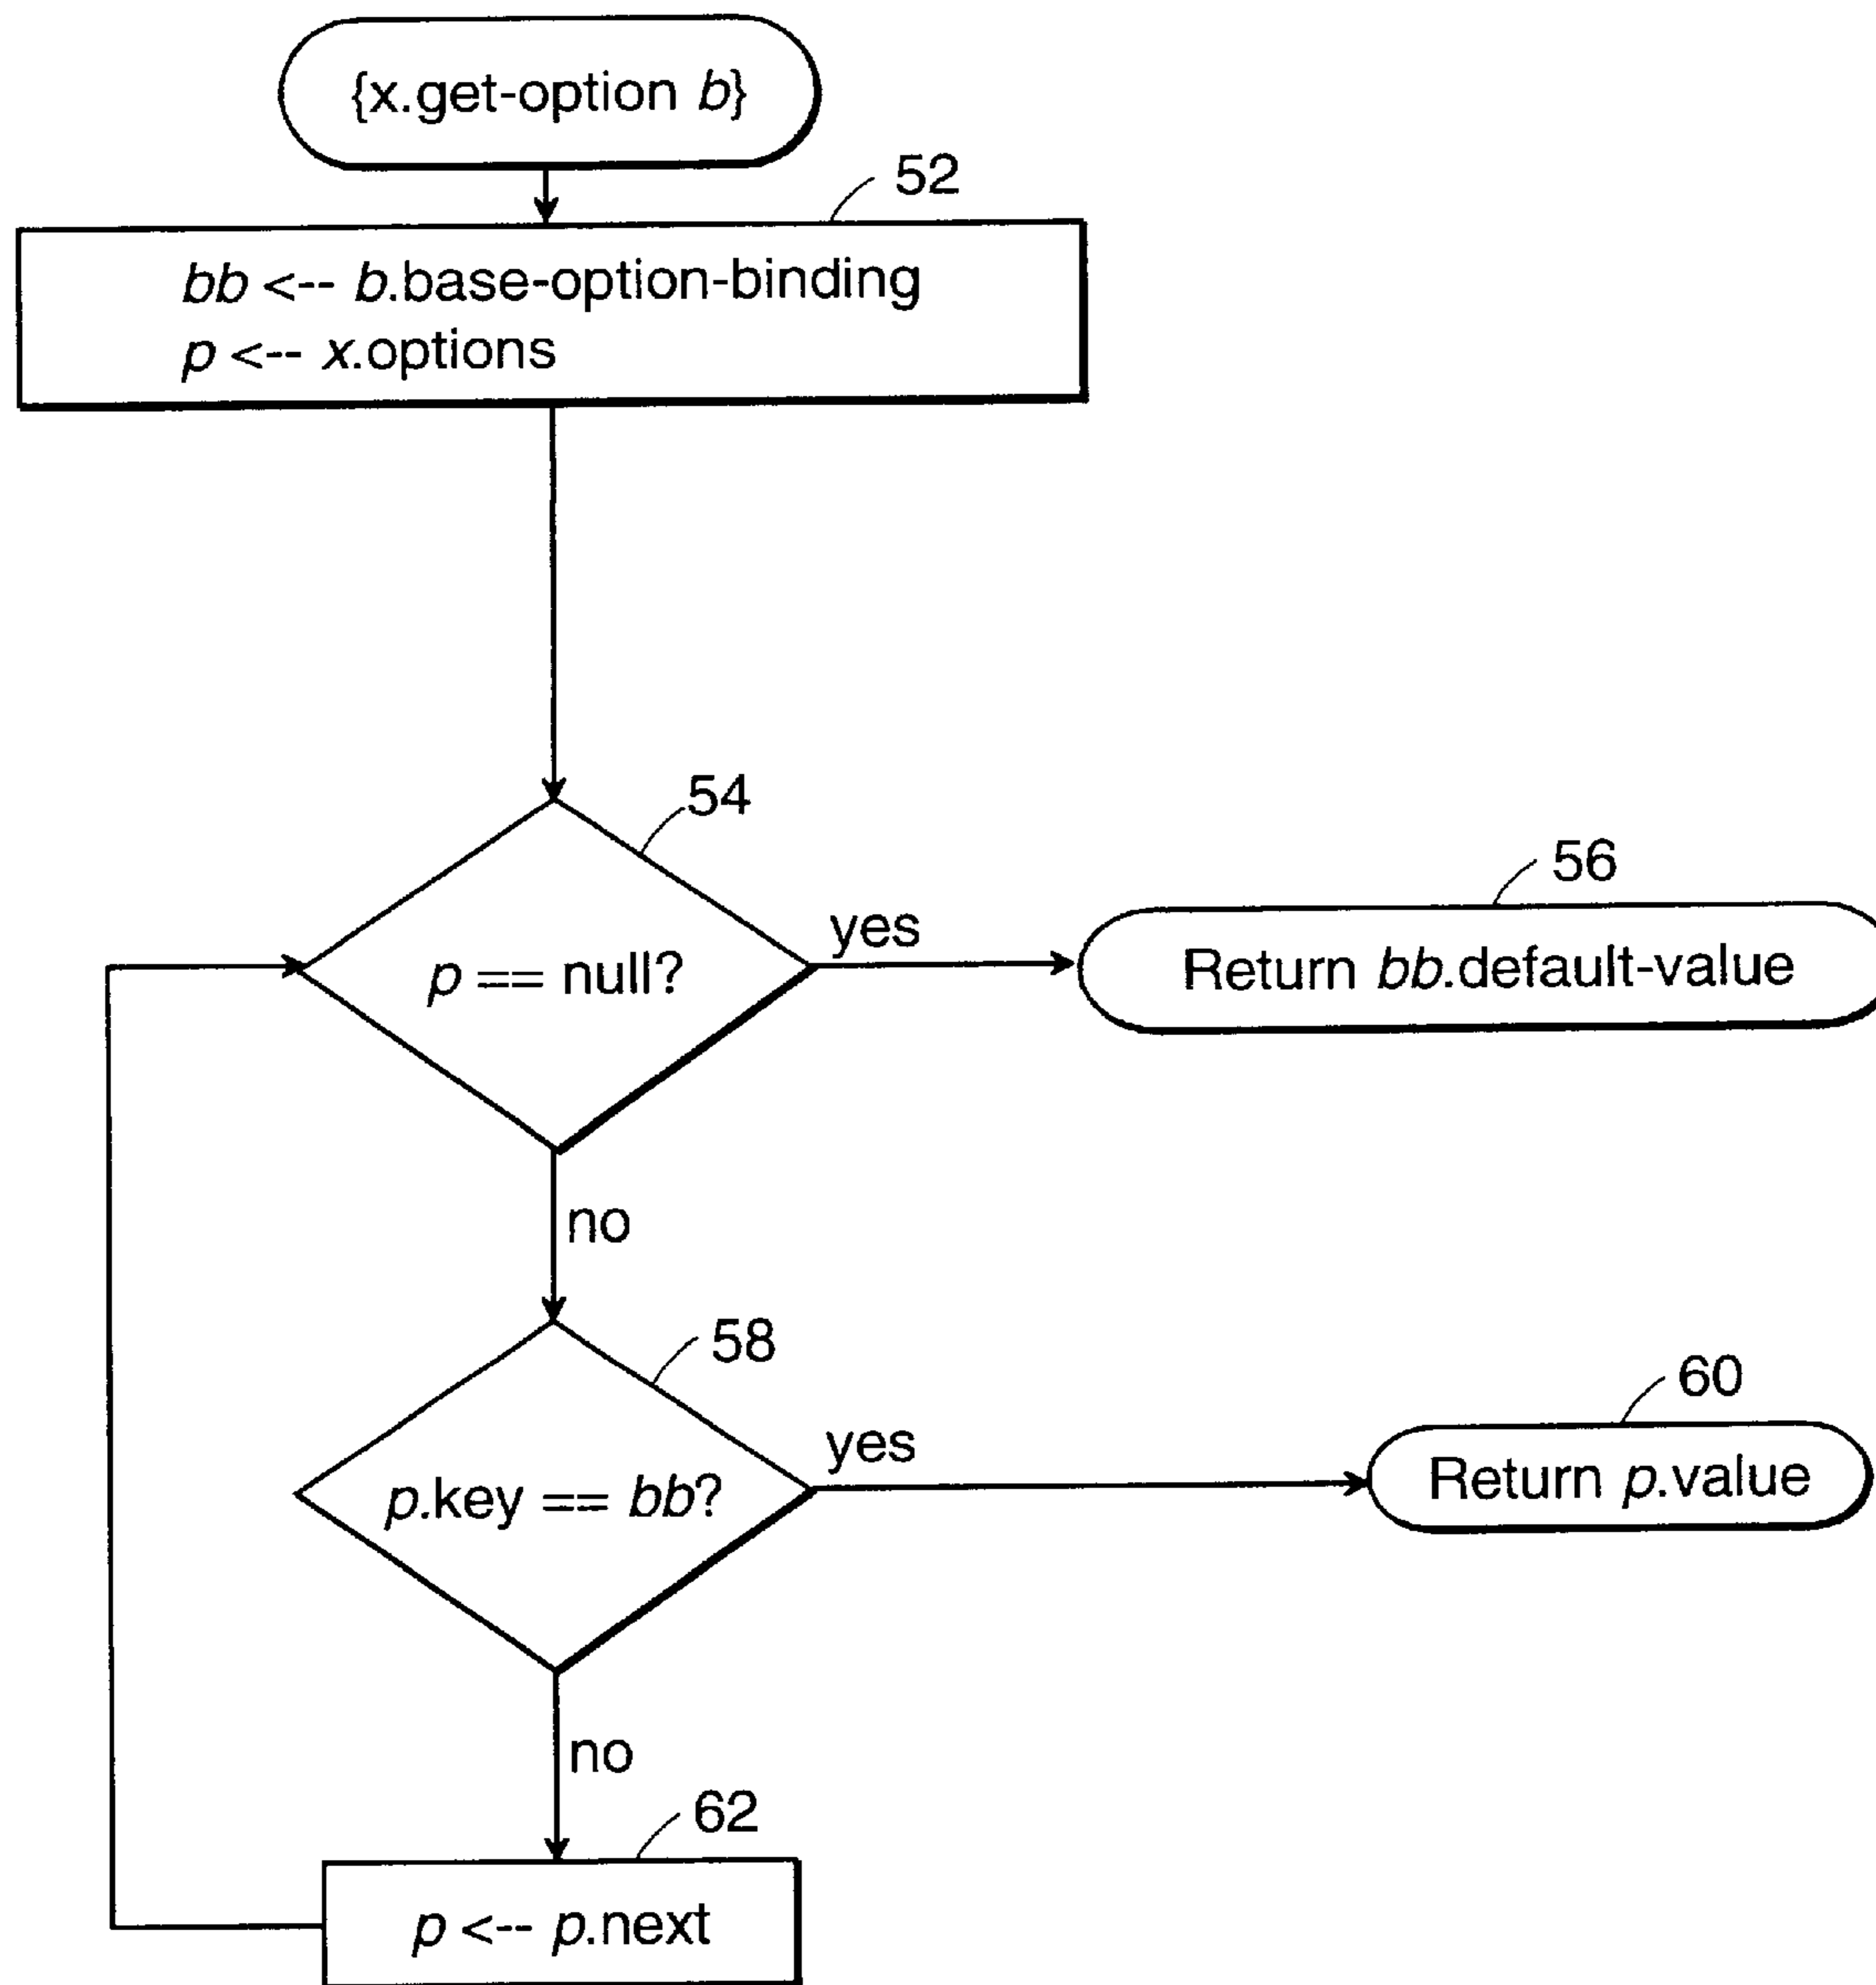 {x.get-option b}
52
bb <-- b.base-option-binding
p <-- x.options
54
p == null?
yes
56
Return bb.default-value
no
58
p.key == bb?
yes
60
Return p.value
no
62
p <-- p.next